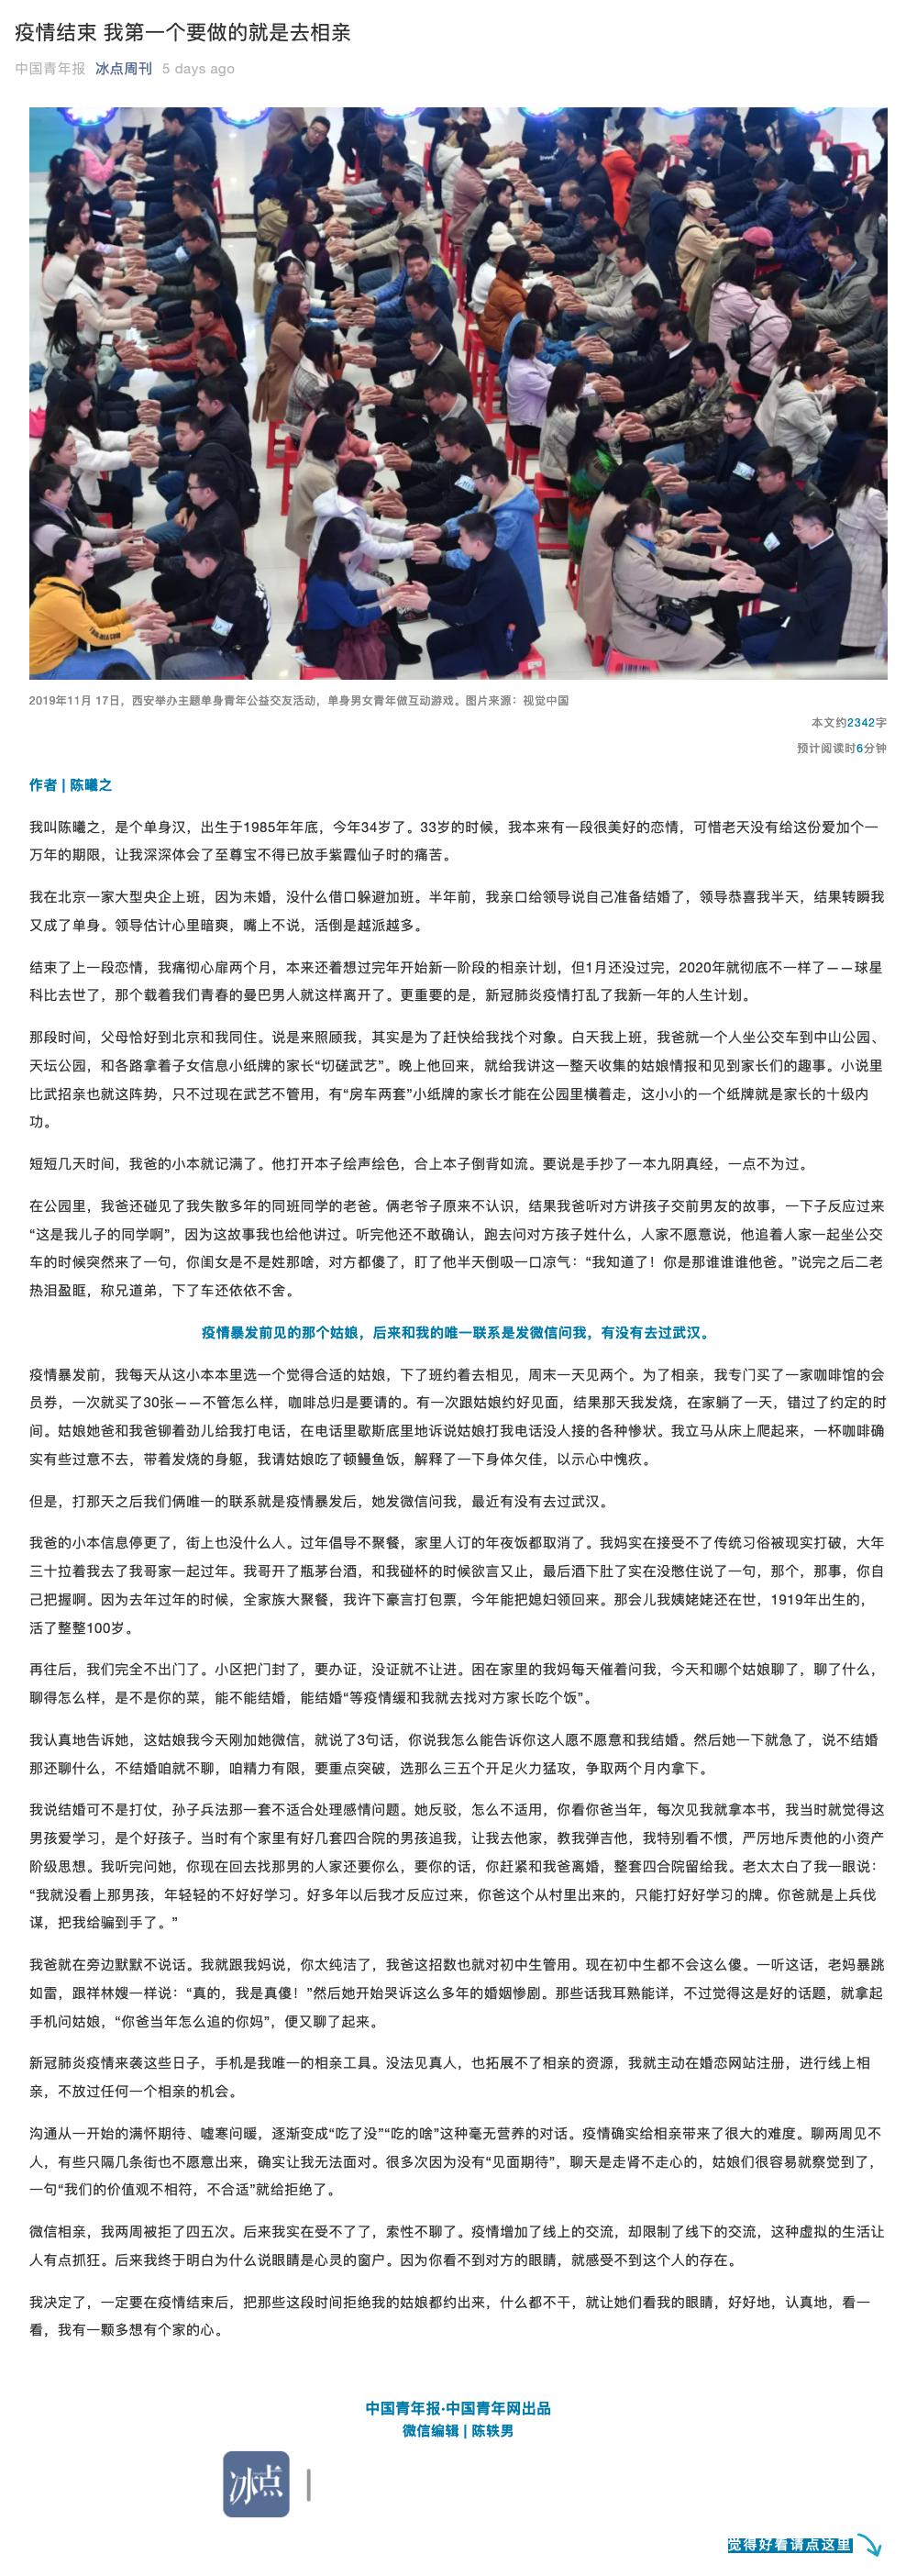 疫情结束 我第一个要做的就是去相亲
中国青年报 冰点周刊 5 days ago
2019年11月 17日，西安举办主题单身青年公益交友活动，单身男女青年做互动游戏。图片来源：视觉中国
本文约2342字
预计阅读时6分钟
作者 | 陈曦之
我叫陈曦之，是个单身汉，出生于1985年年底，今年34岁了。33岁的时候，我本来有一段很美好的恋情，可惜老天没有给这份爱加个一
万年的期限，让我深深体会了至尊宝不得已放手紫霞仙子时的痛苦。
我在北京一家大型央企上班，因为未婚，没什么借口躲避加班。半年前，我亲口给领导说自己准备结婚了，领导恭喜我半天，结果转瞬我
又成了单身。领导估计心里暗爽，嘴上不说，活倒是越派越多。
结束了上一段恋情，我痛彻心扉两个月，本来还着想过完年开始新一阶段的相亲计划，但1月还没过完，2020年就彻底不一样了——球星
科比去世了，那个载着我们青春的曼巴男人就这样离开了。更重要的是，新冠肺炎疫情打乱了我新一年的人生计划。
那段时间，父母恰好到北京和我同住。说是来照顾我，其实是为了赶快给我找个对象。白天我上班，我爸就一个人坐公交车到中山公园、
天坛公园，和各路拿着子女信息小纸牌的家长“切磋武艺”。晚上他回来，就给我讲这一整天收集的姑娘情报和见到家长们的趣事。小说里
比武招亲也就这阵势，只不过现在武艺不管用，有“房车两套”小纸牌的家长才能在公园里横着走，这小小的一个纸牌就是家长的十级内
功。
短短几天时间，我爸的小本就记满了。他打开本子绘声绘色，合上本子倒背如流。要说是手抄了一本九阴真经，一点不为过。
在公园里，我爸还碰见了我失散多年的同班同学的老爸。俩老爷子原来不认识，结果我爸听对方讲孩子交前男友的故事，一下子反应过来
“这是我儿子的同学啊”，因为这故事我也给他讲过。听完他还不敢确认，跑去问对方孩子姓什么，人家不愿意说，他追着人家一起坐公交
车的时候突然来了一句，你闺女是不是姓那啥，对方都傻了，盯了他半天倒吸一口凉气：“我知道了！你是那谁谁谁他爸。”说完之后二老
热泪盈眶，称兄道弟，下了车还依依不舍。
疫情暴发前见的那个姑娘，后来和我的唯一联系是发微信问我，有没有去过武汉。
疫情暴发前，我每天从这小本本里选一个觉得合适的姑娘，下了班约着去相见，周末一天见两个。为了相亲，我专门买了一家咖啡馆的会
员券，一次就买了30张——不管怎么样，咖啡总归是要请的。有一次跟姑娘约好见面，结果那天我发烧，在家躺了一天，错过了约定的时
间。姑娘她爸和我爸铆着劲儿给我打电话，在电话里歇斯底里地诉说姑娘打我电话没人接的各种惨状。我立马从床上爬起来，一杯咖啡确
实有些过意不去，带着发烧的身躯，我请姑娘吃了顿鳗鱼饭，解释了一下身体欠佳，以示心中愧疚。
但是，打那天之后我们俩唯一的联系就是疫情暴发后，她发微信问我，最近有没有去过武汉。
我爸的小本信息停更了，街上也没什么人。过年倡导不聚餐，家里人订的年夜饭都取消了。我妈实在接受不了传统习俗被现实打破，大年
三十拉着我去了我哥家一起过年。我哥开了瓶茅台酒，和我碰杯的时候欲言又止，最后酒下肚了实在没憋住说了一句，那个，那事，你自
己把握啊。因为去年过年的时候，全家族大聚餐，我许下豪言打包票，今年能把媳妇领回来。那会儿我姨姥姥还在世，1919年出生的，
活了整整100岁。
再往后，我们完全不出门了。小区把门封了，要办证，没证就不让进。困在家里的我妈每天催着问我，今天和哪个姑娘聊了，聊了什么，
聊得怎么样，是不是你的菜，能不能结婚，能结婚“等疫情缓和我就去找对方家长吃个饭”。
我认真地告诉她，这姑娘我今天刚加她微信，就说了3句话，你说我怎么能告诉你这人愿不愿意和我结婚。然后她一下就急了，说不结婚
那还聊什么，不结婚咱就不聊，咱精力有限，要重点突破，选那么三五个开足火力猛攻，争取两个月内拿下。
我说结婚可不是打仗，孙子兵法那一套不适合处理感情问题。她反驳，怎么不适用，你看你爸当年，每次见我就拿本书，我当时就觉得这
男孩爱学习，是个好孩子。当时有个家里有好几套四合院的男孩追我，让我去他家，教我弹吉他，我特别看不惯，严厉地斥责他的小资产
阶级思想。我听完问她，你现在回去找那男的人家还要你么，要你的话，你赶紧和我爸离婚，整套四合院留给我。老太太白了我一眼说：
“我就没看上那男孩，年轻轻的不好好学习。好多年以后我才反应过来，你爸这个从村里出来的，只能打好好学习的牌。你爸就是上兵伐
谋，把我给骗到手了。”
我爸就在旁边默默不说话。我就跟我妈说，你太纯洁了，我爸这招数也就对初中生管用。现在初中生都不会这么傻。一听这话，老妈暴跳
如雷，跟祥林嫂一样说：“真的，我是真傻！”然后她开始哭诉这么多年的婚姻惨剧。那些话我耳熟能详，不过觉得这是好的话题，就拿起
手机问姑娘，“你爸当年怎么追的你妈”，便又聊了起来。
新冠肺炎疫情来袭这些日子，手机是我唯一的相亲工具。没法见真人，也拓展不了相亲的资源，我就主动在婚恋网站注册，进行线上相
亲，不放过任何一个相亲的机会。
沟通从一开始的满怀期待、嘘寒问暖，逐渐变成“吃了没”“吃的啥”这种毫无营养的对话。疫情确实给相亲带来了很大的难度。聊两周见不
人，有些只隔几条街也不愿意出来，确实让我无法面对。很多次因为没有“见面期待”，聊天是走肾不走心的，姑娘们很容易就察觉到了，
一句“我们的价值观不相符，不合适”就给拒绝了。
微信相亲，我两周被拒了四五次。后来我实在受不了了，索性不聊了。疫情增加了线上的交流，却限制了线下的交流，这种虚拟的生活让
人有点抓狂。后来我终于明白为什么说眼睛是心灵的窗户。因为你看不到对方的眼睛，就感受不到这个人的存在。
我决定了，一定要在疫情结束后，把那些这段时间拒绝我的姑娘都约出来，什么都不干，就让她们看我的眼睛，好好地，认真地，看一
看，我有一颗多想有个家的心。
中国青年报·中国青年网出品
微信编辑 | 陈轶男
冰点
觉得好看请点这里